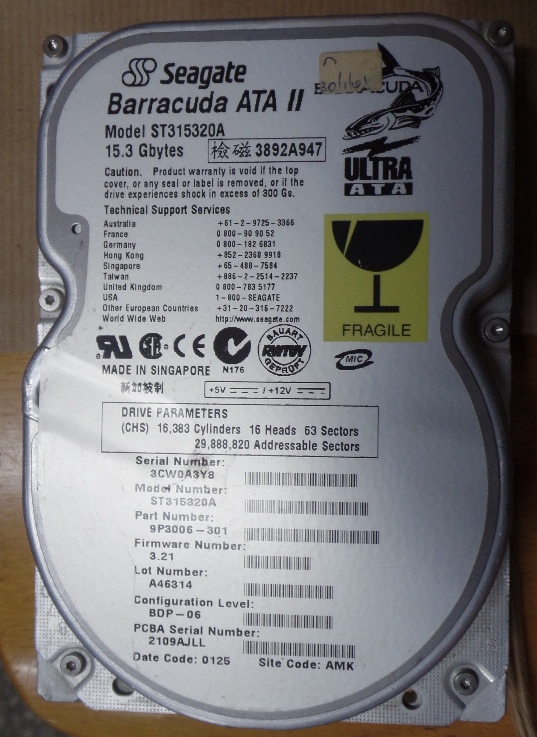 Seagate
Barracuda ATA II
Model ST315320A
15.3 Gbytes 檢磁 3892A947
Caution. Product warranty is void if the top
cover, or any seal or label is removed, or if the
drive experiences shock in excess of 300 Gs.
Technical Support Services
Australia +61-2-9725-3366
France 0 800-90 90 52
Germany 0 800-182 6831
Hong Kong +852-2368 9918
Singapore +65-488-7584
Taiwan +886-2-2514-2237
United Kingdom 0 800-783 5177
USA 1-800-SEAGATE
Other European Countries +31-20-316-7222
World Wide Web http://www.seagate.com
ULTRA
ATA
FRAGILE
N176
BAUART
GEPRÜFT
MIC
MADE IN SINGAPORE
新加坡制
+5V / +12V
DRIVE PARAMETERS
(CHS) 16,383 Cylinders 16 Heads 63 Sectors
29,888,820 Addressable Sectors
Serial Number:
3CW0A3Y8
Model Number:
ST315320A
Part Number:
9P3006-301
Firmware Number:
3.21
Lot Number:
A46314
Configuration Level:
BDP-06
PCBA Serial Number:
2109AJLL
Date Code: 0125 Site Code: AMK